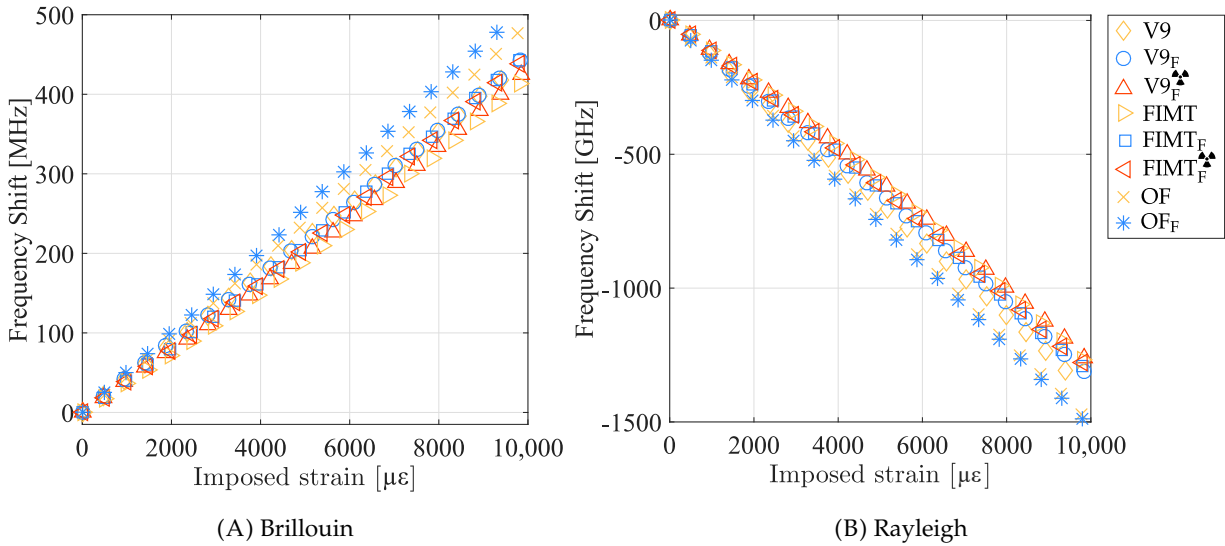 Frequency Shift [MHz]
500
400
300
200
100
0
0 2000 4000 6000 8000 10,000
Imposed strain [µε]
(A) Brillouin
Frequency Shift [GHz]
0
-500
-1000
-1500
0 2000 4000 6000 8000 10,000
Imposed strain [µε]
(B) Rayleigh
V9
V9F
V9F☢
FIMT
FIMTF
FIMTF☢
OF
OFF